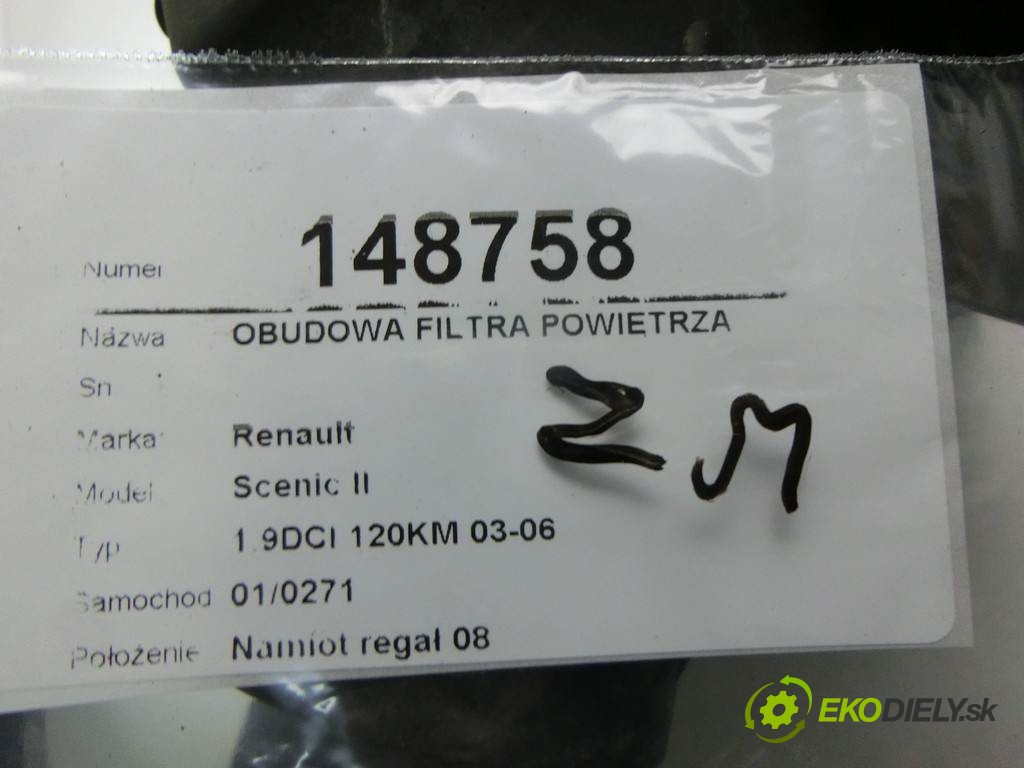 Numer 148758
Nazwa OBUDOWA FILTRA POWIETRZA
Sn
Marka Renault
Model Scenic II
Typ 1.9DCI 120KM 03-06
Samochod 01/0271
Położenie Namiot regał 08
ZM
EKODIELY.sk